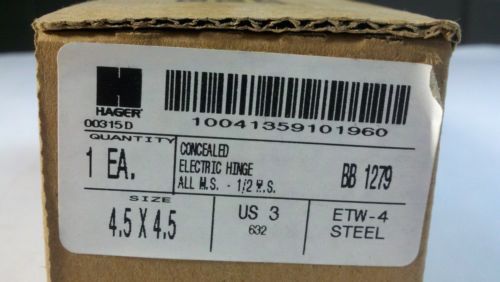 HAGER®
00315D
10041359101960
QUANTITY
1 EA.
CONCEALED
ELECTRIC HINGE
ALL M.S. - 1/2 W.S.
BB 1279
SIZE
4.5 X 4.5
US 3
632
ETW-4
STEEL